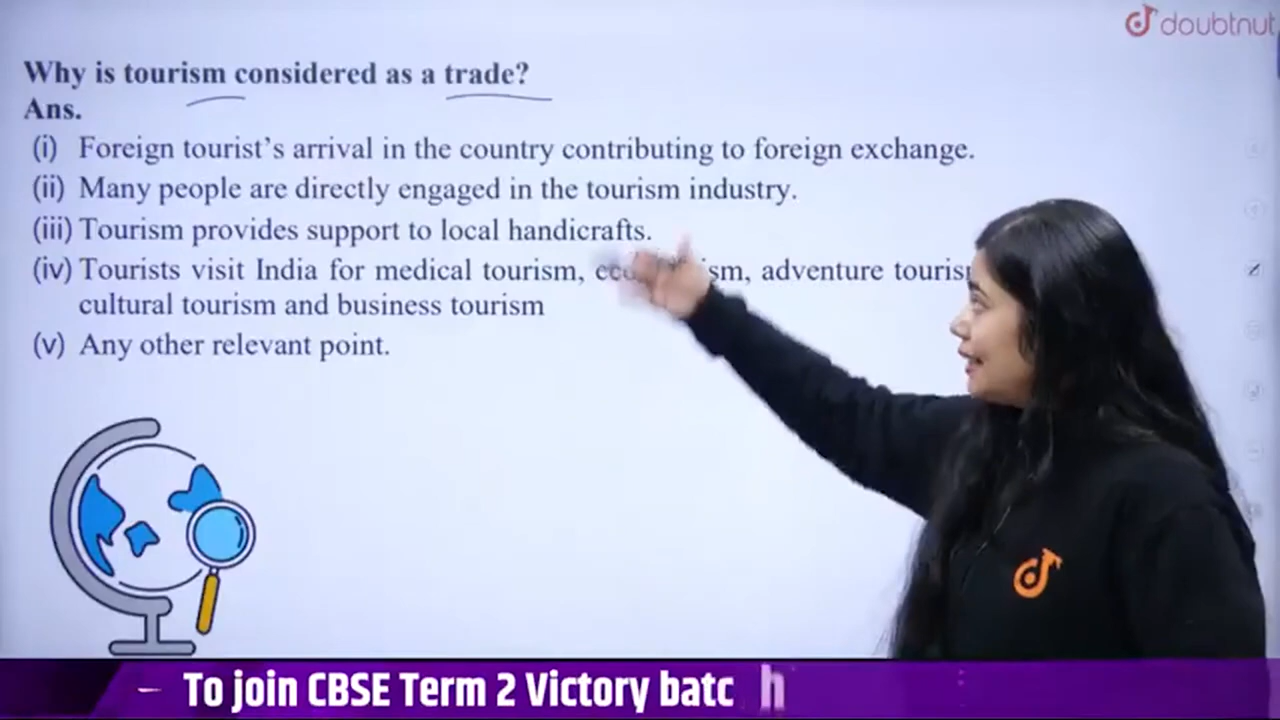 doubtnut
Why is tourism considered as a trade?
Ans.
(i) Foreign tourist's arrival in the country contributing to foreign exchange.
(ii) Many people are directly engaged in the tourism industry.
(iii) Tourism provides support to local handicrafts.
(iv) Tourists visit India for medical tourism, adventure
cultural tourism and business tourism
(v) Any other relevant point.
To join CBSE Term 2 Victory batc h